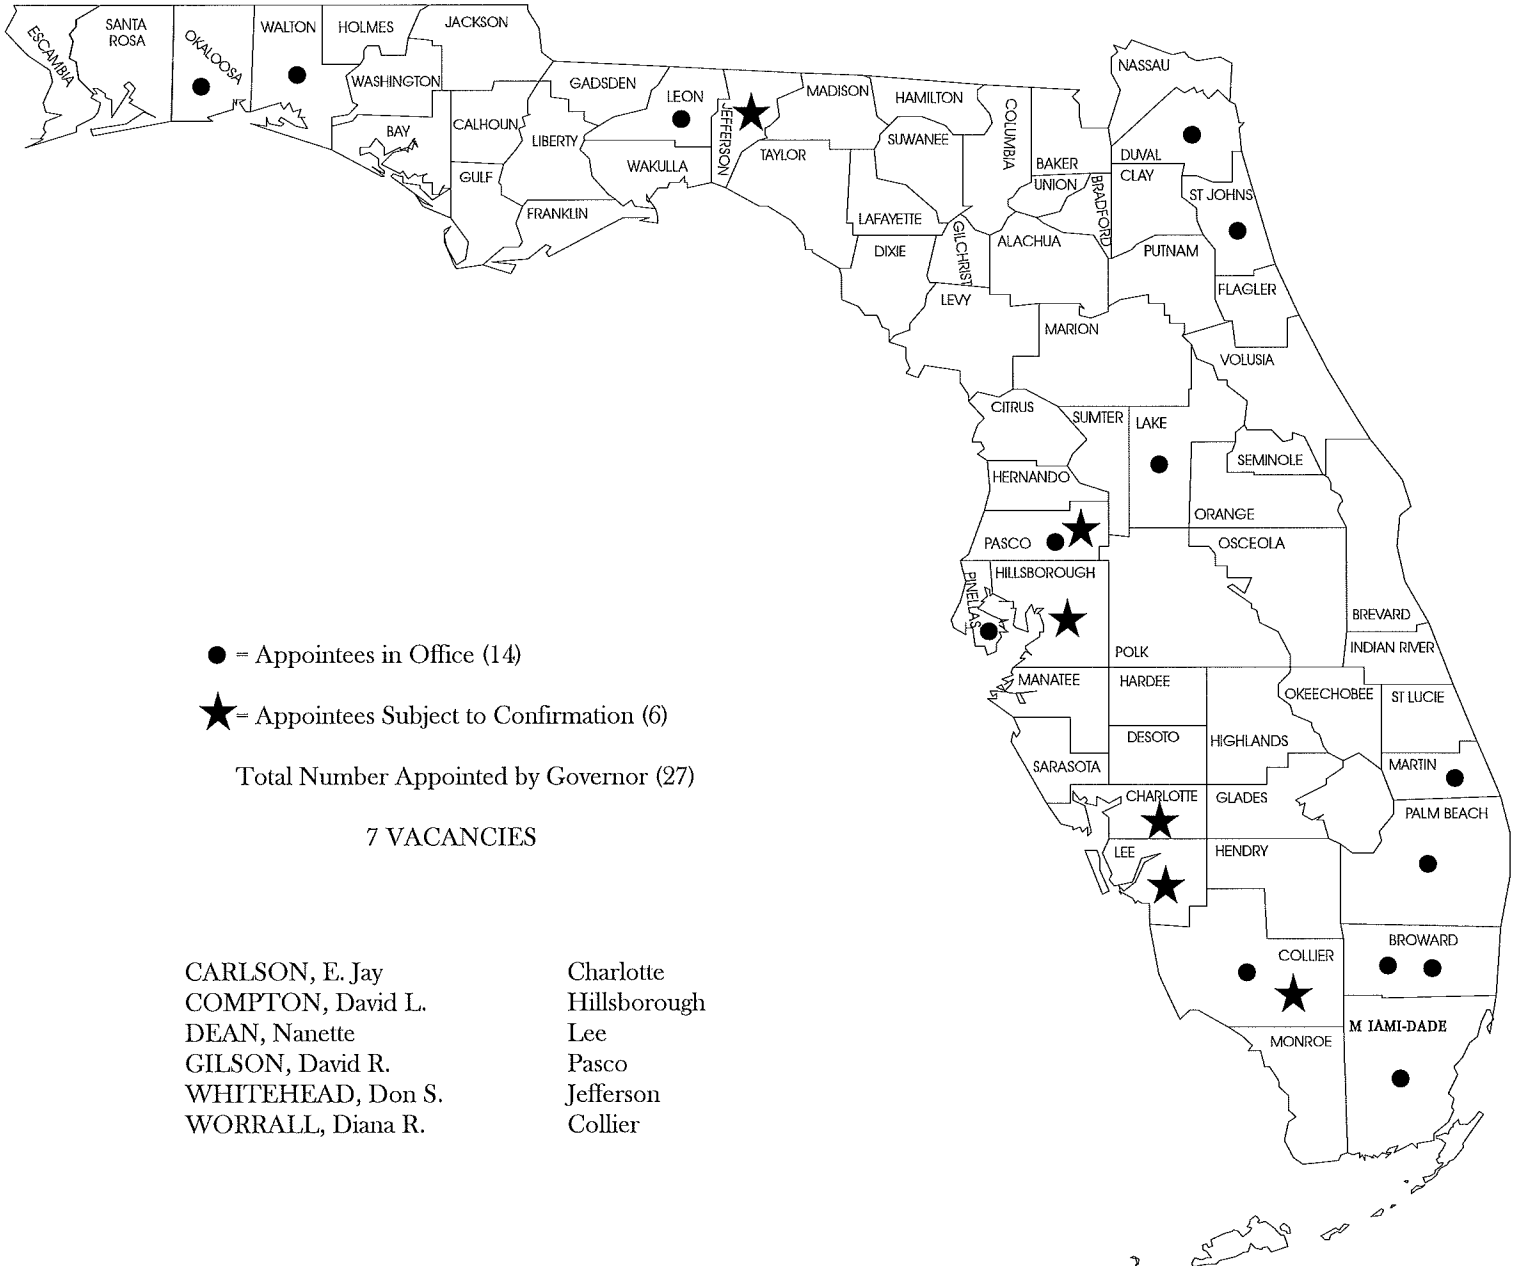 ESCAMBIA
SANTA
ROSA
OKALOOSA
WALTON
HOLMES
JACKSON
WASHINGTON
BAY
CALHOUN
GULF
GADSDEN
LIBERTY
FRANKLIN
LEON
WAKULLA
JEFFERSON
MADISON
TAYLOR
HAMILTON
SUWANEE
LAFAYETTE
DIXIE
COLUMBIA
GILCHRIST
LEVY
BAKER
UNION
BRADFORD
ALACHUA
NASSAU
DUVAL
CLAY
ST JOHNS
PUTNAM
FLAGLER
MARION
VOLUSIA
CITRUS
SUMTER
LAKE
SEMINOLE
HERNANDO
ORANGE
PASCO
OSCEOLA
PINELLAS
HILLSBOROUGH
POLK
BREVARD
INDIAN RIVER
MANATEE
HARDEE
OKEECHOBEE
ST LUCIE
DESOTO
HIGHLANDS
SARASOTA
MARTIN
CHARLOTTE
GLADES
PALM BEACH
LEE
HENDRY
BROWARD
COLLIER
M IAMI-DADE
MONROE
= Appointees in Office (14)
= Appointees Subject to Confirmation (6)
Total Number Appointed by Governor (27)
7 VACANCIES
CARLSON, E. Jay Charlotte
COMPTON, David L. Hillsborough
DEAN, Nanette Lee
GILSON, David R. Pasco
WHITEHEAD, Don S. Jefferson
WORRALL, Diana R. Collier